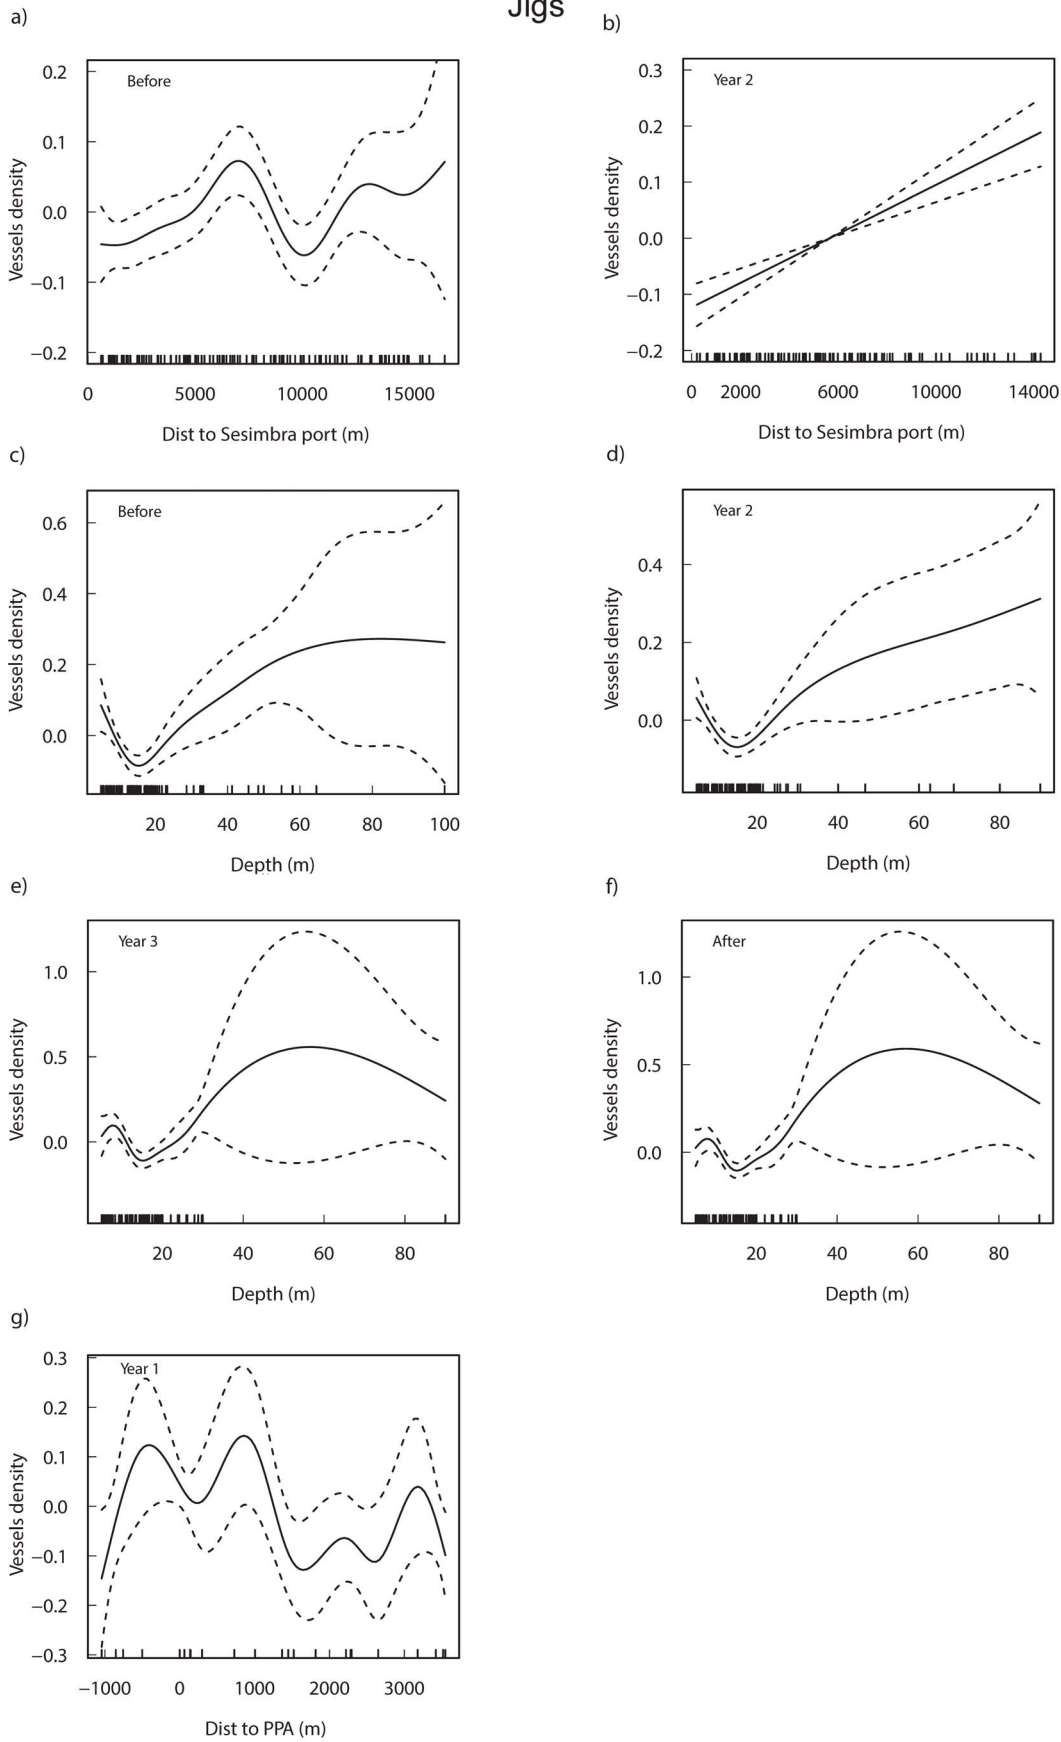 Jigs
a)
Before
0.2
0.1
0.0
−0.1
−0.2
Vessels density
0 5000 10000 15000
Dist to Sesimbra port (m)
b)
Year 2
0.3
0.2
0.1
0.0
−0.1
−0.2
Vessels density
0 2000 6000 10000 14000
Dist to Sesimbra port (m)
c)
Before
0.6
0.4
0.2
0.0
Vessels density
20 40 60 80 100
Depth (m)
d)
Year 2
0.4
0.2
0.0
Vessels density
20 40 60 80
Depth (m)
e)
Year 3
1.0
0.5
0.0
Vessels density
20 40 60 80
Depth (m)
f)
After
1.0
0.5
0.0
Vessels density
20 40 60 80
Depth (m)
g)
Year 1
0.3
0.2
0.1
0.0
−0.1
−0.2
−0.3
Vessels density
−1000 0 1000 2000 3000
Dist to PPA (m)